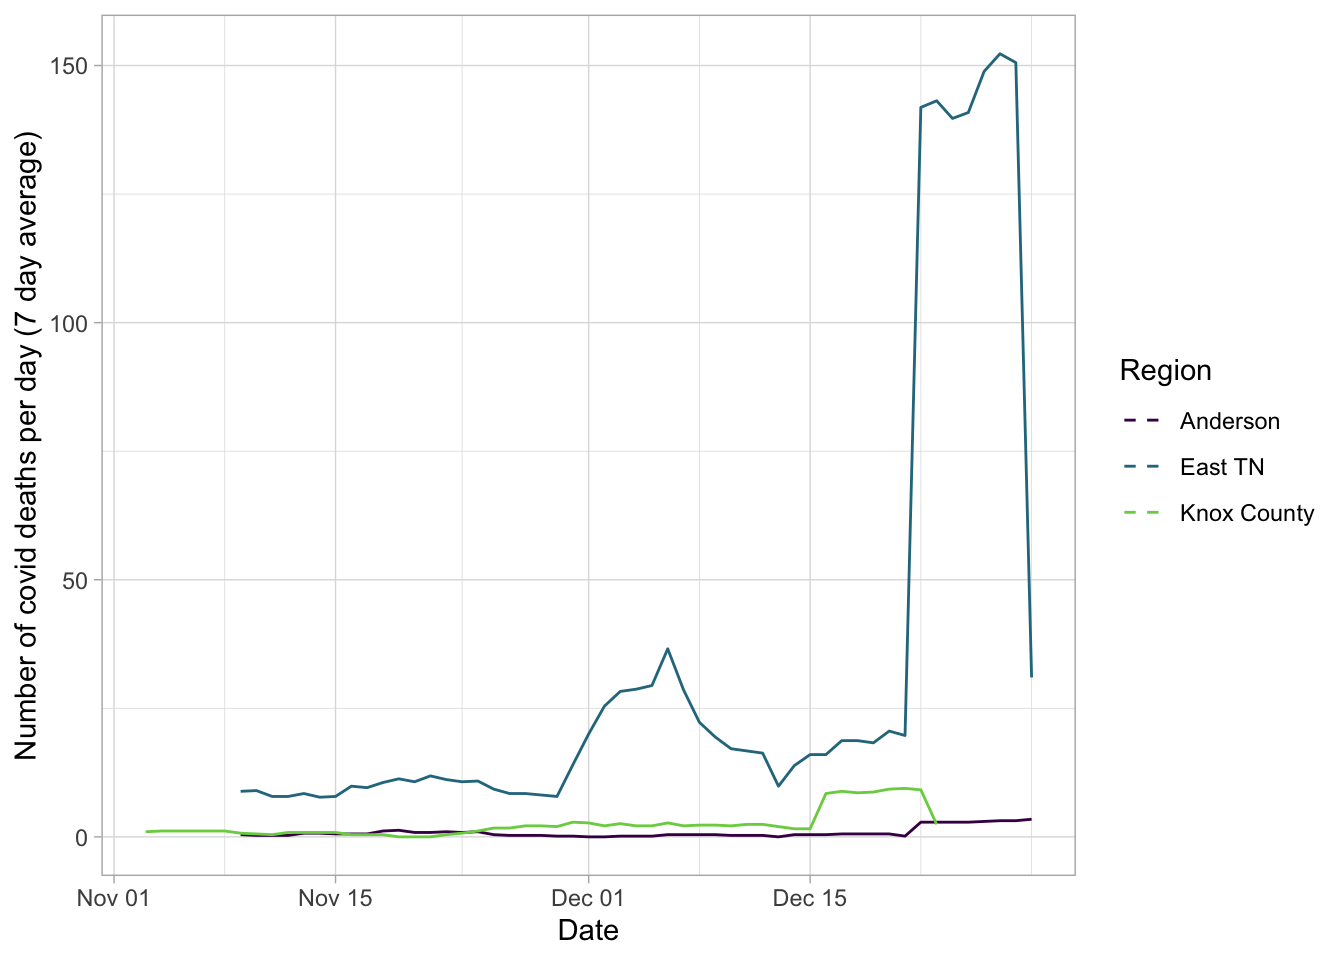 Number of covid deaths per day (7 day average)
150
100
50
0
Nov 01
Nov 15
Dec 01
Dec 15
Date
Region
Anderson
East TN
Knox County